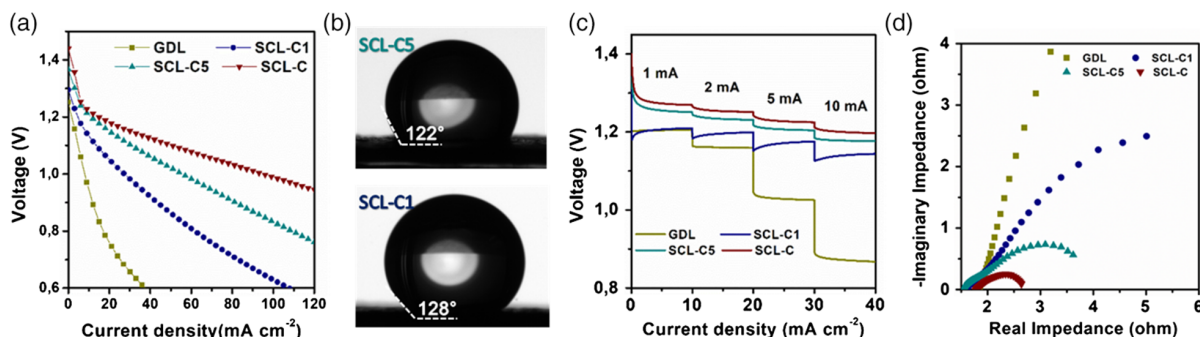 (a)
GDL
SCL-C1
SCL-C5
SCL-C
Voltage (V)
1,4
1,2
1,0
0,8
0,6
0 20 40 60 80 100 120
Current density(mA cm-2)
(b)
SCL-C5
122°
SCL-C1
128°
(c)
1 mA
2 mA
5 mA
10 mA
GDL
SCL-C1
SCL-C5
SCL-C
Voltage (V)
1,4
1,2
1,0
0,8
0 10 20 30 40
Current density (mA cm-2)
(d)
GDL
SCL-C1
SCL-C5
SCL-C
-Imaginary Impedance (ohm)
4
3
2
1
0
2 3 4 5 6
Real Impedance (ohm)